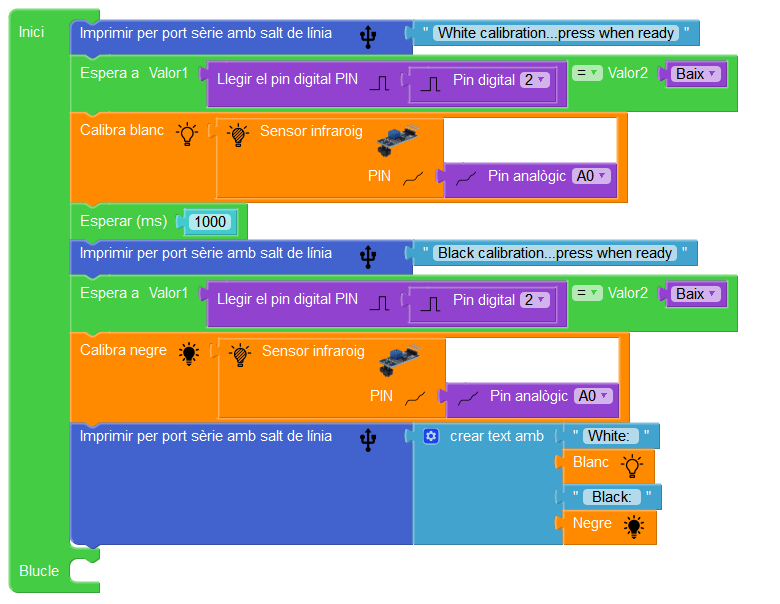 Inici
Imprimir per port sèrie amb salt de línia " White calibration...press when ready "
Espera a Valor1 Llegir el pin digital PIN Pin digital 2 = Valor2 Baix
Calibra blanc Sensor infraroig
PIN Pin analògic A0
Esperar (ms) 1000
Imprimir per port sèrie amb salt de línia " Black calibration...press when ready "
Espera a Valor1 Llegir el pin digital PIN Pin digital 2 = Valor2 Baix
Calibra negre Sensor infraroig
PIN Pin analògic A0
Imprimir per port sèrie amb salt de línia crear text amb " White: "
Blanc
" Black: "
Negre
Blucle